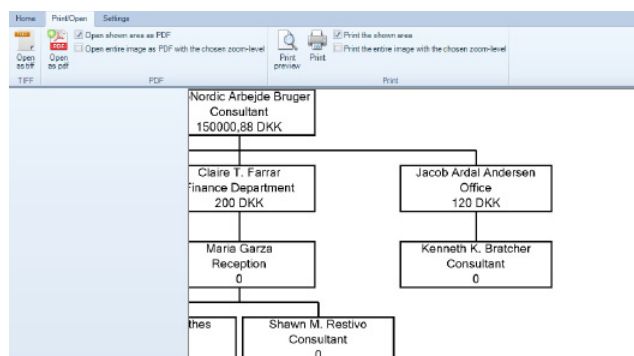 Home Print/Open Settings
Open as tiff
Open as pdf
Open shown area as PDF
Open entire image as PDF with the chosen zoom-level
Print preview
Print
Print the shown area
Print the entire image with the chosen zoom-level
TIFF PDF Print
-Nordic Arbejde Bruger
Consultant
150000,88 DKK
Claire T. Farrar
Finance Department
200 DKK
Jacob Ardal Andersen
Office
120 DKK
Maria Garza
Reception
0
Kenneth K. Bratcher
Consultant
0
thes
Shawn M. Restivo
Consultant
0